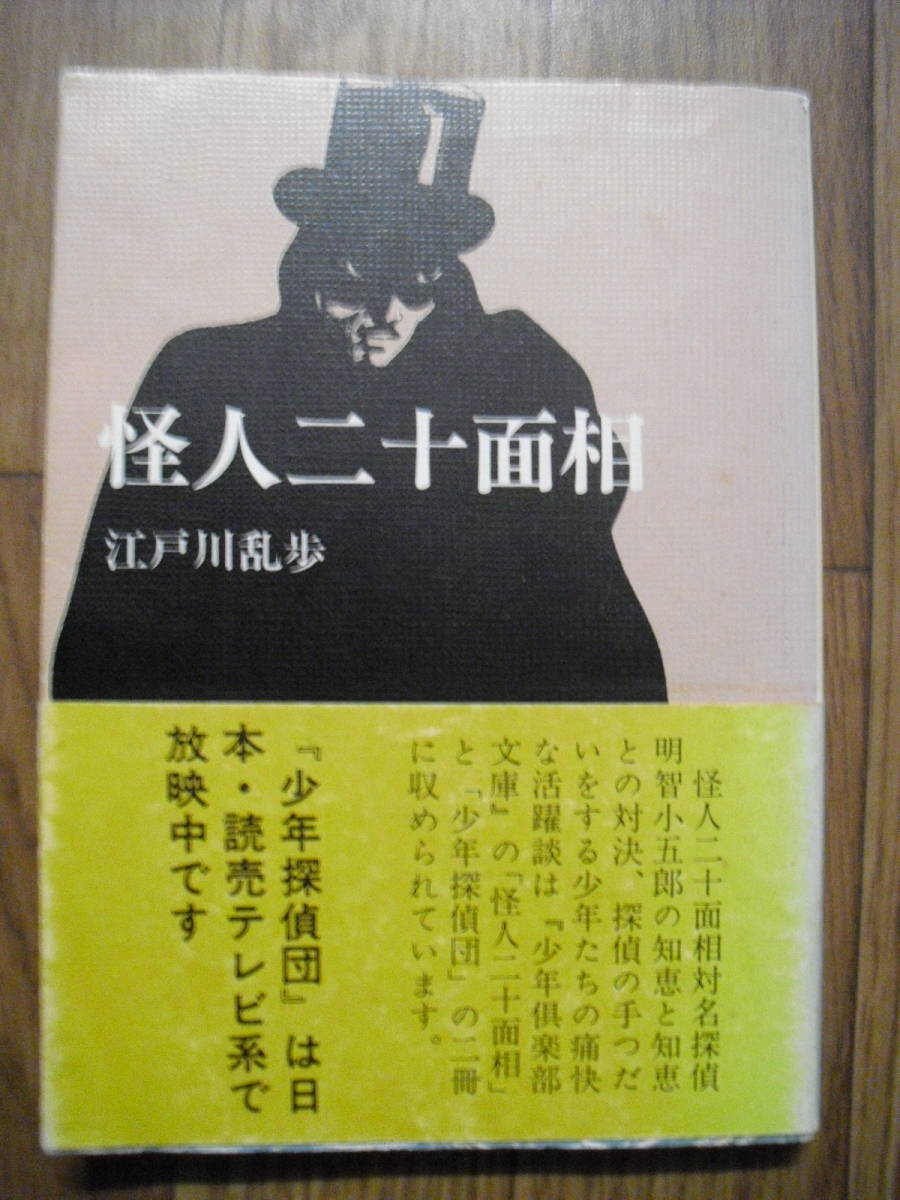 怪人二十面相
江戸川乱歩
怪人二十面相対名探偵
明智小五郎の知恵と知恵
との対決、探偵の手つだ
いをする少年たちの痛快
な活躍談は『少年倶楽部
文庫』の「怪人二十面相」
と「少年探偵団」の二冊
に収められています。
『少年探偵団』は日
本・読売テレビ系で
放映中です